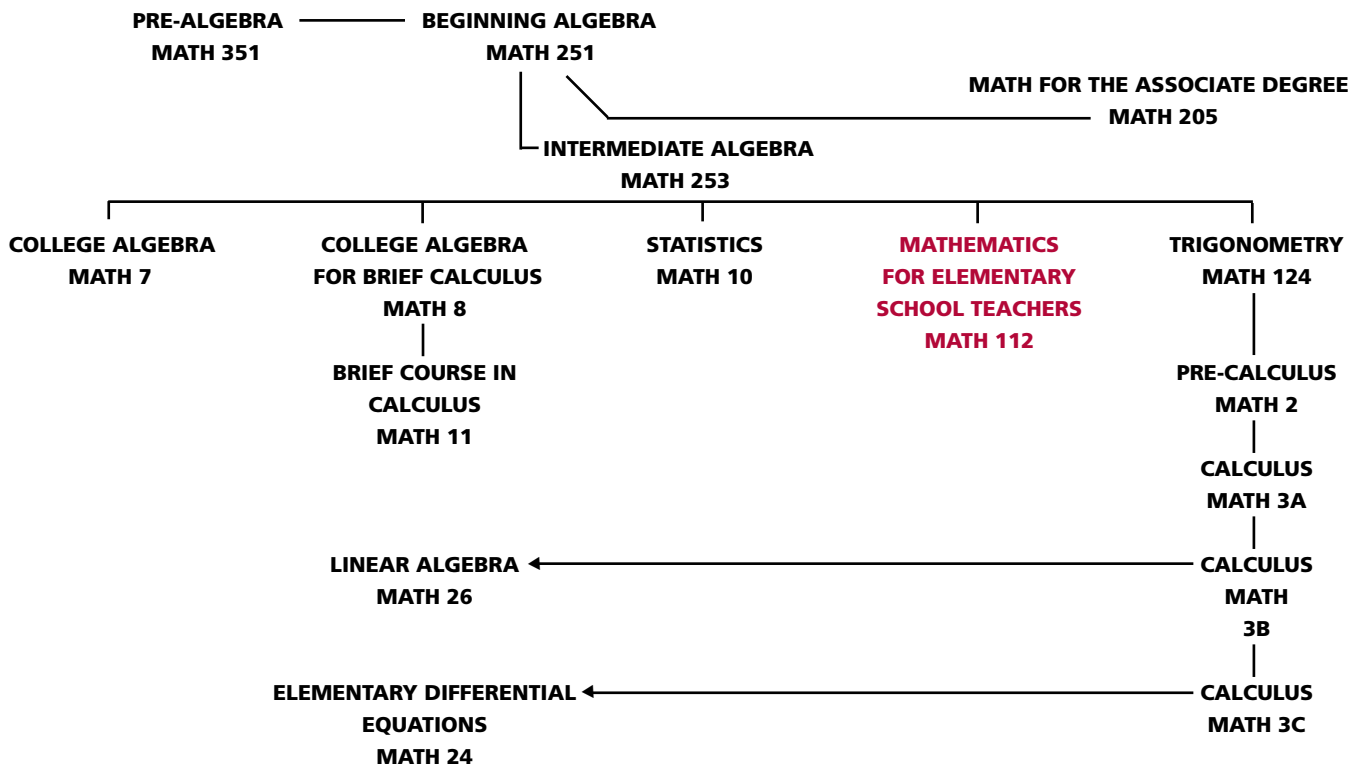 PRE-ALGEBRA
MATH 351
BEGINNING ALGEBRA
MATH 251
MATH FOR THE ASSOCIATE DEGREE
MATH 205
INTERMEDIATE ALGEBRA
MATH 253
COLLEGE ALGEBRA
MATH 7
COLLEGE ALGEBRA
FOR BRIEF CALCULUS
MATH 8
BRIEF COURSE IN
CALCULUS
MATH 11
STATISTICS
MATH 10
MATHEMATICS
FOR ELEMENTARY
SCHOOL TEACHERS
MATH 112
TRIGONOMETRY
MATH 124
PRE-CALCULUS
MATH 2
CALCULUS
MATH 3A
LINEAR ALGEBRA
MATH 26
CALCULUS
MATH
3B
ELEMENTARY DIFFERENTIAL
EQUATIONS
MATH 24
CALCULUS
MATH 3C